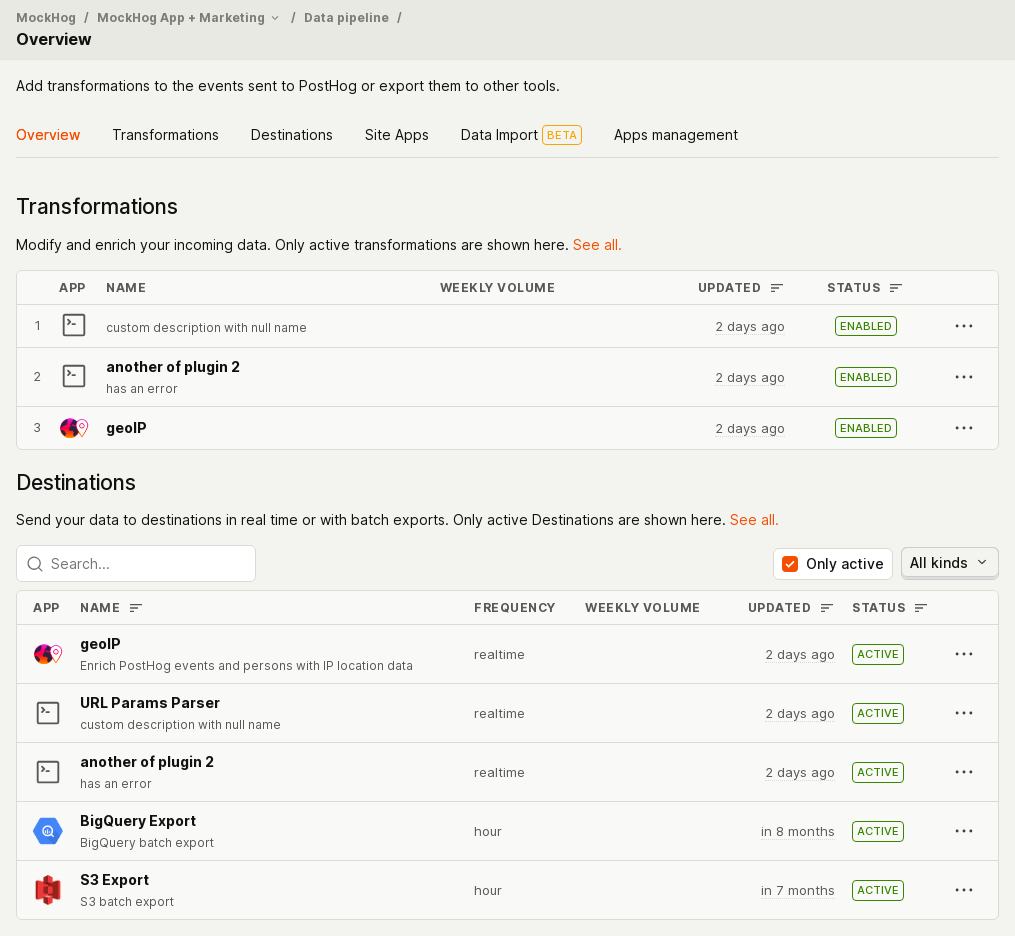 MockHog / MockHog App + Marketing / Data pipeline /
Overview
Add transformations to the events sent to PostHog or export them to other tools.
Overview Transformations Destinations Site Apps Data Import BETA Apps management
Transformations
Modify and enrich your incoming data. Only active transformations are shown here. See all.
APP NAME WEEKLY VOLUME UPDATED STATUS
1 custom description with null name 2 days ago ENABLED
2 another of plugin 2 2 days ago ENABLED
has an error
3 geoIP 2 days ago ENABLED
Destinations
Send your data to destinations in real time or with batch exports. Only active Destinations are shown here. See all.
Search... Only active All kinds
APP NAME FREQUENCY WEEKLY VOLUME UPDATED STATUS
geoIP realtime 2 days ago ACTIVE
Enrich PostHog events and persons with IP location data
URL Params Parser realtime 2 days ago ACTIVE
custom description with null name
another of plugin 2 realtime 2 days ago ACTIVE
has an error
BigQuery Export hour in 8 months ACTIVE
BigQuery batch export
S3 Export hour in 7 months ACTIVE
S3 batch export